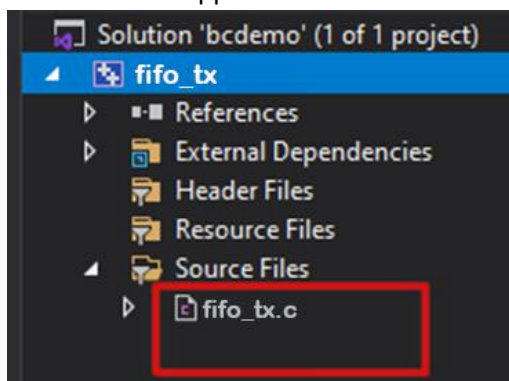 Solution 'bcdemo' (1 of 1 project)
fifo_tx
References
External Dependencies
Header Files
Resource Files
Source Files
fifo_tx.c